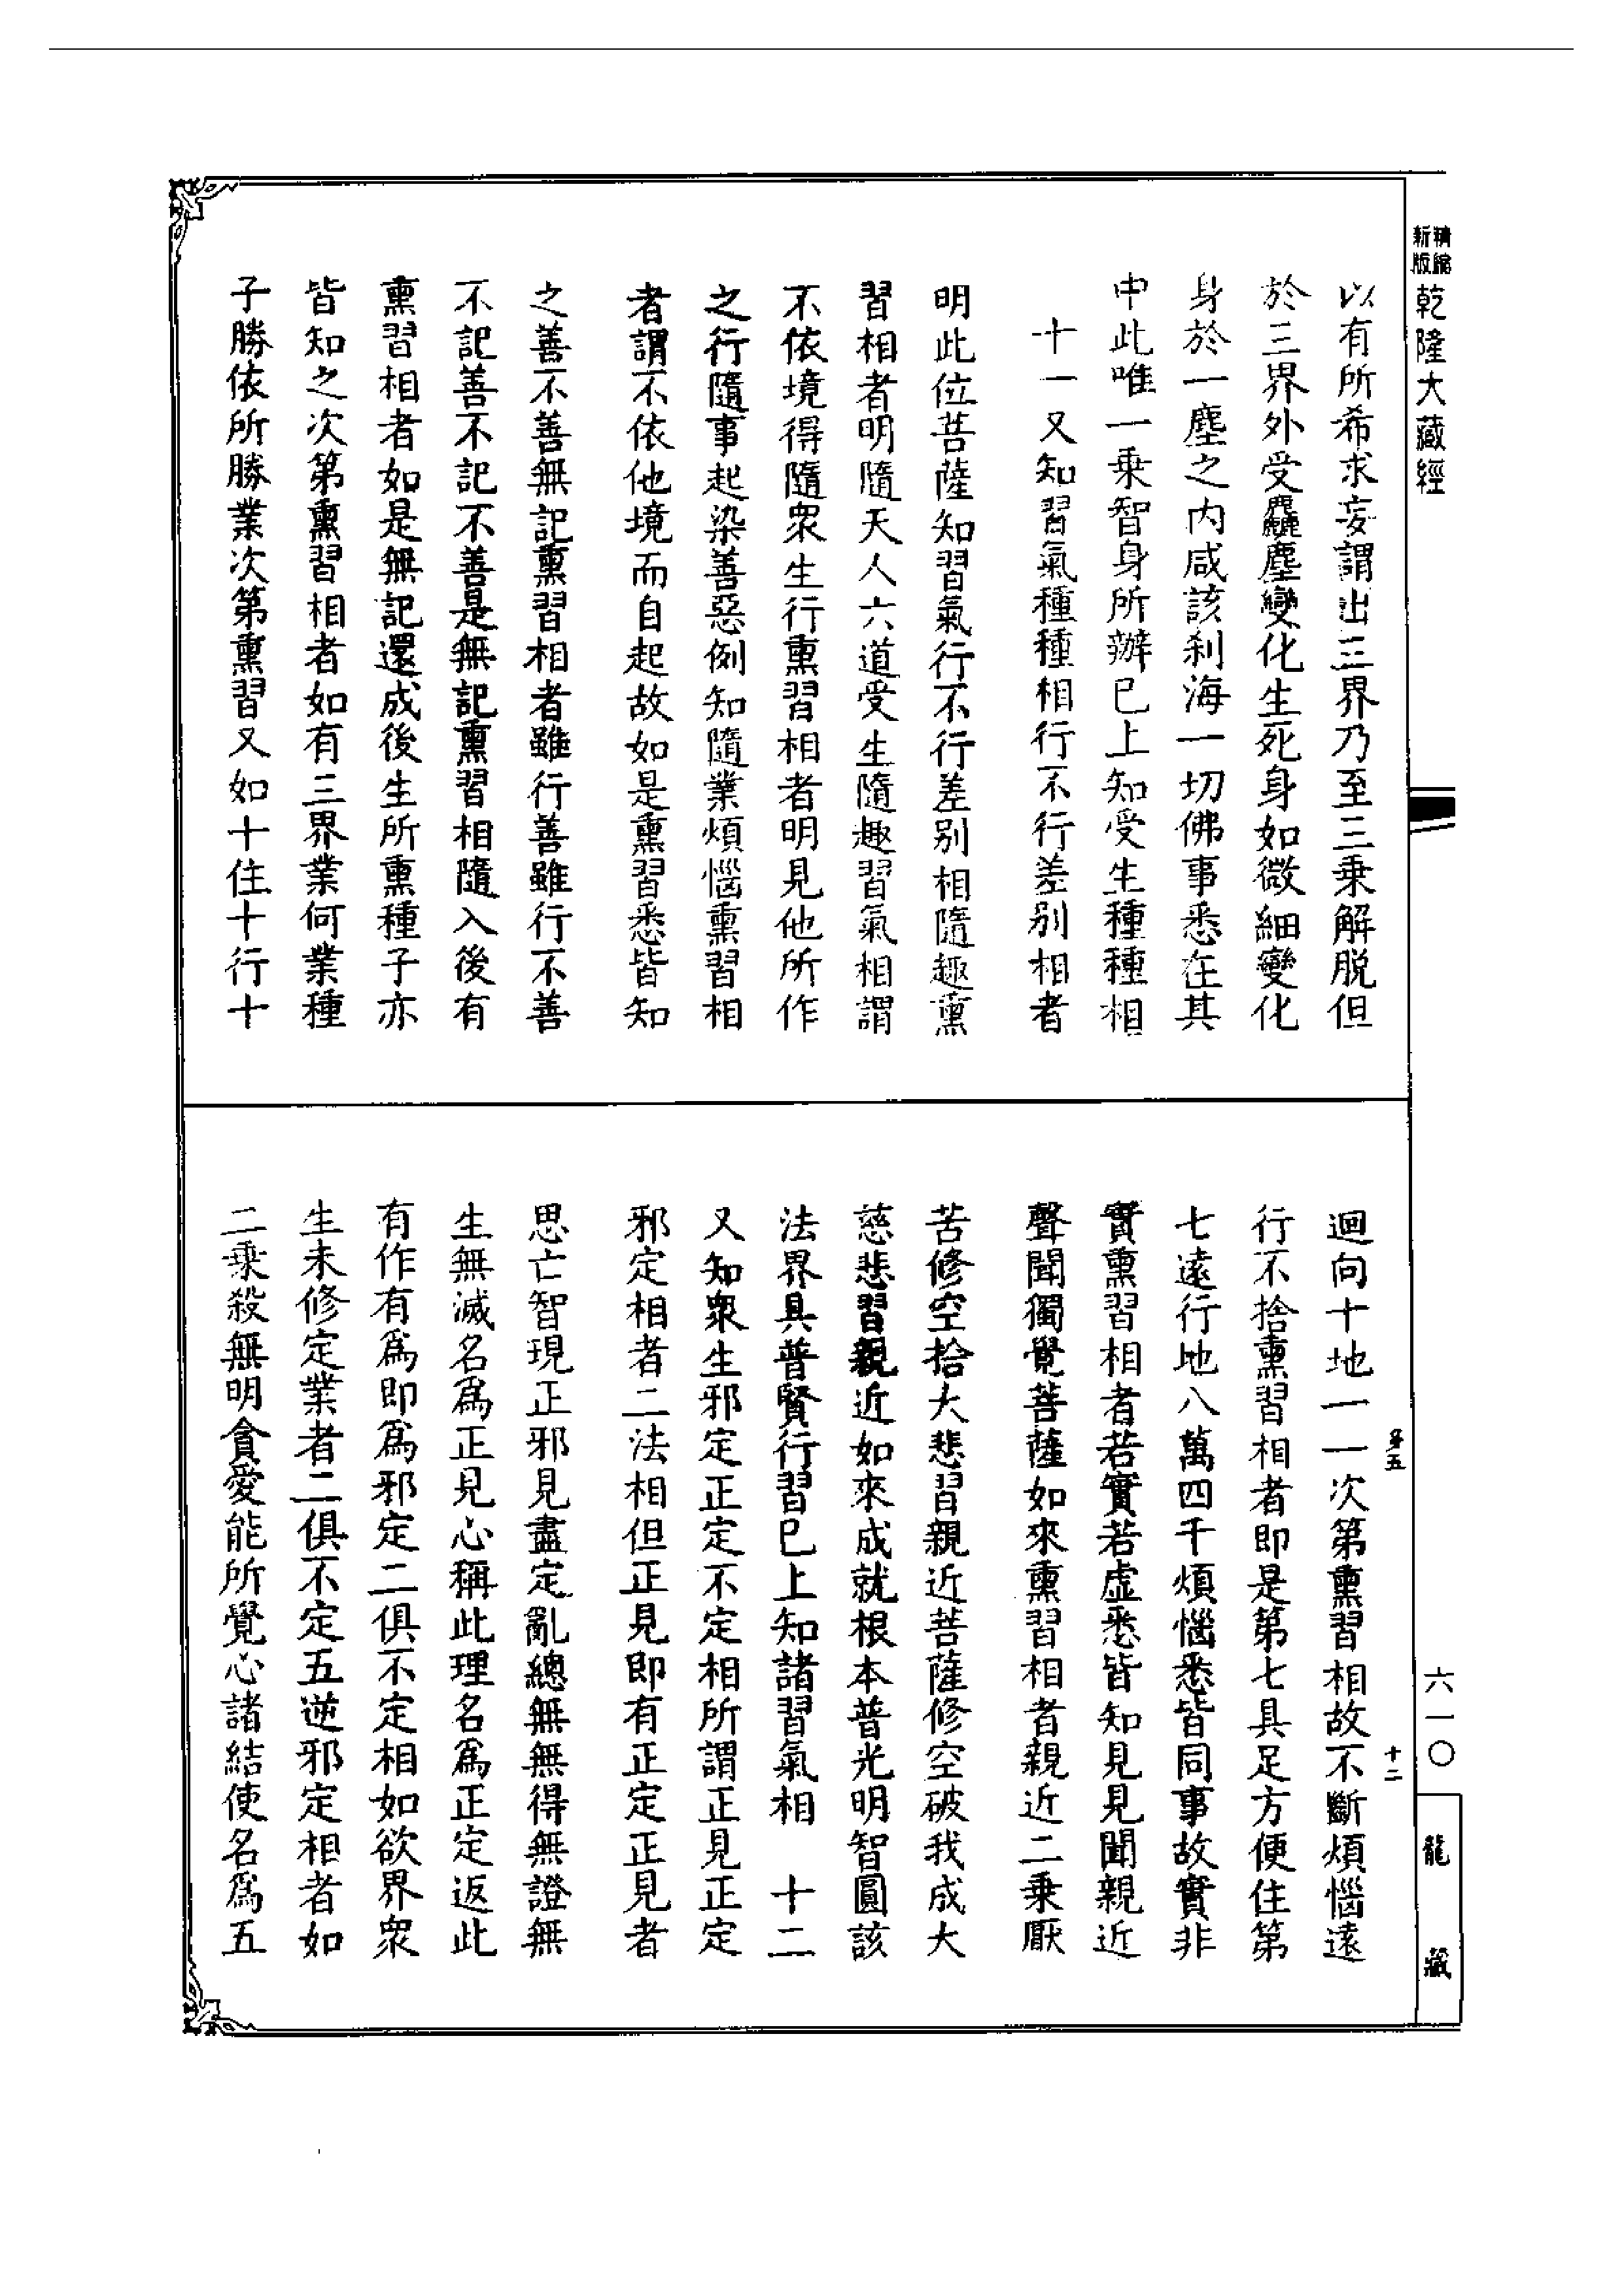 精縮
新版
乾隆大藏經
以有所希求妄謂出三界乃至三乗解脱但
於三界外受麤塵變化生死身如微細變化
身於一塵之内咸該刹海一切佛事悉在其
中此唯一乗智身所辦已上知受生種種相
十一又知習氣種種相行不行差别相者
明此位菩薩知習氣行不行差别相隨趣熏
習相者明隨天人六道受生隨趣習氣相謂
不依境得隨衆生行熏習相者明見他所作
之行隨事起染善惡例知隨業煩惱熏習相
者謂不依他境而自起故如是熏習悉皆知
之善不善無記熏習相者雖行善雖行不善
不記善不記不善是無記熏習相隨入後有
熏習相者如是無記還成後生所熏種子亦
皆知之次第熏習相者如有三界業何業種
子勝依所勝業次第熏習又如十住十行十
迴向十地一一次第熏習相故不斷煩惱遠
行不捨熏習相者即是第七具足方便住第
七遠行地八萬四千煩惱悉皆同事故實非
實熏習相者若實若虛悉皆知見見聞親近
聲聞獨覺菩薩如來熏習相者親近二乗厭
苦修空捨大悲習親近菩薩修空破我成大
慈悲習親近如來成就根本普光明智圓該
法界具普賢行習已上知諸習氣相 十二
又知衆生邪定正定不定相所謂正見正定
邪定相者二法相但正見即有正定正見者
思亡智現正邪見盡定亂總無無得無證無
生無滅名爲正見心稱此理名爲正定返此
有作有爲即爲邪定二俱不定相如欲界衆
生未修定業者二俱不定五逆邪定相者如
二乗殺無明貪愛能所覺心諸結使名爲五
十二
六一〇
龍藏